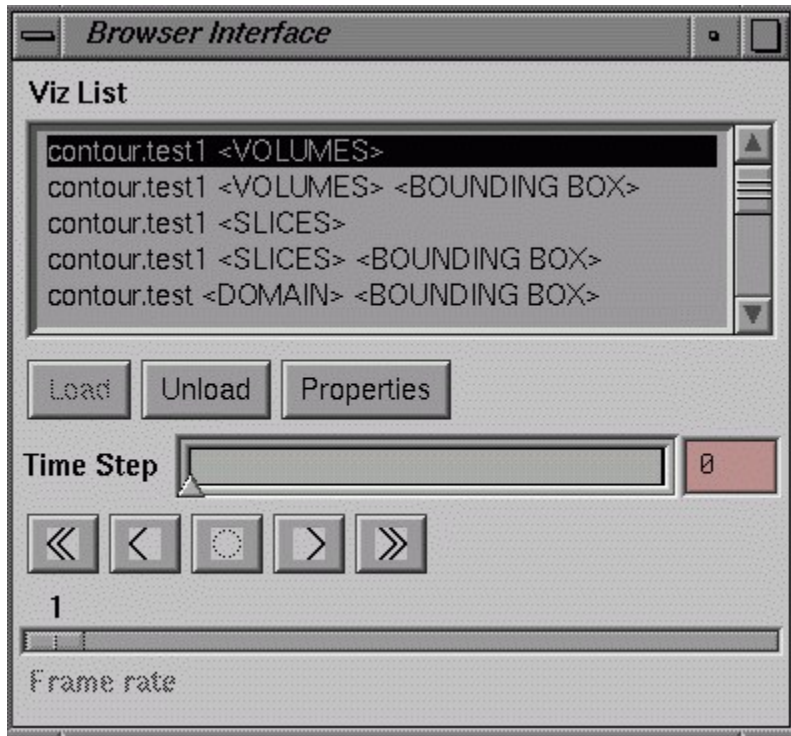 Browser Interface
Viz List
contour.test1 <VOLUMES>
contour.test1 <VOLUMES> <BOUNDING BOX>
contour.test1 <SLICES>
contour.test1 <SLICES> <BOUNDING BOX>
contour.test <DOMAIN> <BOUNDING BOX>
Load Unload Properties
Time Step 0
1
Frame rate